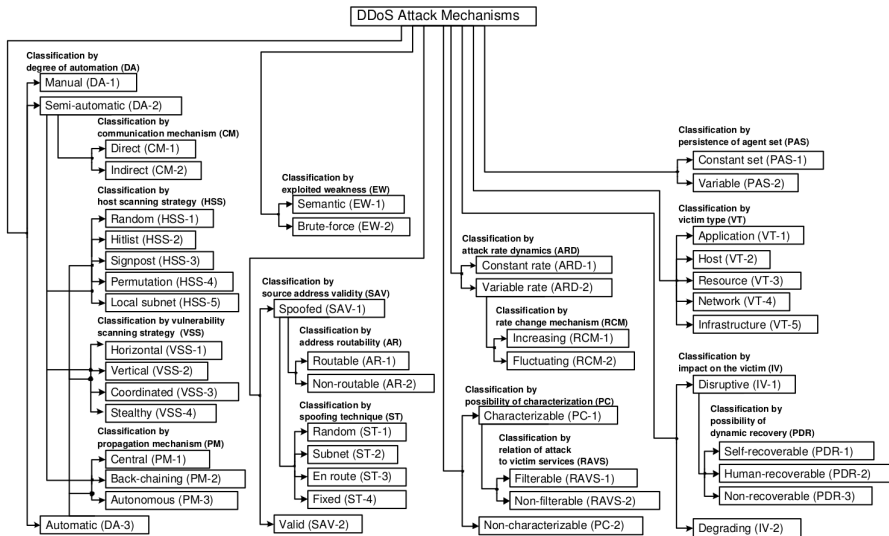 DDoS Attack Mechanisms
Classification by
degree of automation (DA)
Manual (DA-1)
Semi-automatic (DA-2)
Classification by
communication mechanism (CM)
Direct (CM-1)
Indirect (CM-2)
Classification by
host scanning strategy (HSS)
Random (HSS-1)
Hitlist (HSS-2)
Signpost (HSS-3)
Permutation (HSS-4)
Local subnet (HSS-5)
Classification by vulnerability
scanning strategy (VSS)
Horizontal (VSS-1)
Vertical (VSS-2)
Coordinated (VSS-3)
Stealthy (VSS-4)
Classification by
propagation mechanism (PM)
Central (PM-1)
Back-chaining (PM-2)
Autonomous (PM-3)
Automatic (DA-3)
Classification by
exploited weakness (EW)
Semantic (EW-1)
Brute-force (EW-2)
Classification by
source address validity (SAV)
Spoofed (SAV-1)
Classification by
address routability (AR)
Routable (AR-1)
Non-routable (AR-2)
Classification by
spoofing technique (ST)
Random (ST-1)
Subnet (ST-2)
En route (ST-3)
Fixed (ST-4)
Valid (SAV-2)
Classification by
attack rate dynamics (ARD)
Constant rate (ARD-1)
Variable rate (ARD-2)
Classification by
rate change mechanism (RCM)
Increasing (RCM-1)
Fluctuating (RCM-2)
Classification by
possibility of characterization (PC)
Characterizable (PC-1)
Classification by
relation of attack
to victim services (RAVS)
Filterable (RAVS-1)
Non-filterable (RAVS-2)
Non-characterizable (PC-2)
Classification by
persistence of agent set (PAS)
Constant set (PAS-1)
Variable (PAS-2)
Classification by
victim type (VT)
Application (VT-1)
Host (VT-2)
Resource (VT-3)
Network (VT-4)
Infrastructure (VT-5)
Classification by
impact on the victim (IV)
Disruptive (IV-1)
Classification by
possibility of
dynamic recovery (PDR)
Self-recoverable (PDR-1)
Human-recoverable (PDR-2)
Non-recoverable (PDR-3)
Degrading (IV-2)